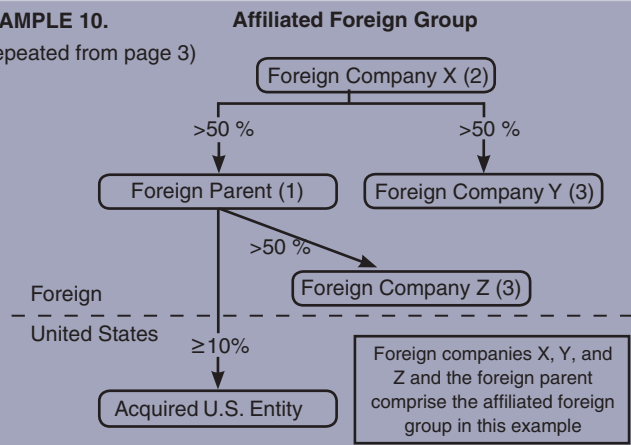 AMPLE 10.
Affiliated Foreign Group
epeated from page 3)
Foreign Company X (2)
>50 %
>50 %
Foreign Parent (1)
Foreign Company Y (3)
>50 %
Foreign Company Z (3)
Foreign
United States
≥10%
Acquired U.S. Entity
Foreign companies X, Y, and
Z and the foreign parent
comprise the affiliated foreign
group in this example